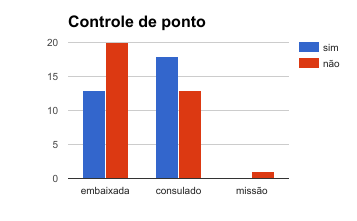 Controle de ponto
20
15
10
5
0
embaixada consulado missão
sim
não